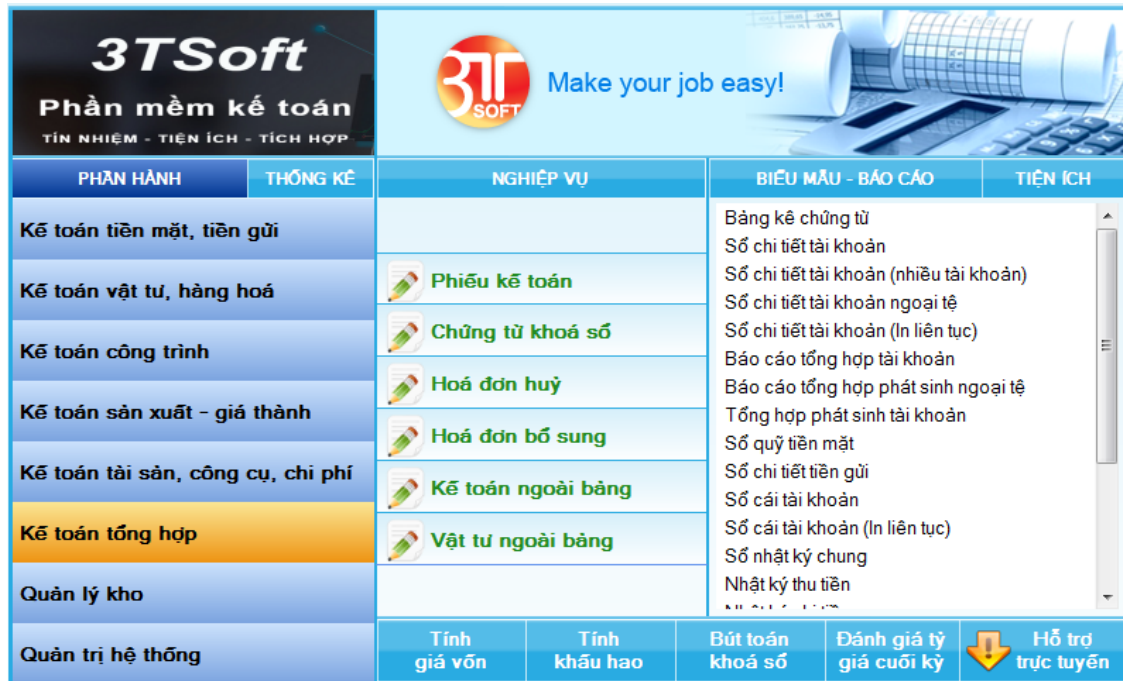 3TSoft
Phần mềm kế toán
TÍN NHIỆM - TIỆN ÍCH - TÍCH HỢP
3T
SOFT
Make your job easy!
PHÂN HÀNH
THỐNG KÊ
NGHIỆP VỤ
BIỂU MẪU - BÁO CÁO
TIỆN ÍCH
Kế toán tiền mặt, tiền gửi
Kế toán vật tư, hàng hoá
Kế toán công trình
Kế toán sản xuất - giá thành
Kế toán tài sản, công cụ, chi phí
Kế toán tổng hợp
Quản lý kho
Quản trị hệ thống
Phiếu kế toán
Chứng từ khoá sổ
Hoá đơn huỷ
Hoá đơn bổ sung
Kế toán ngoài bảng
Vật tư ngoài bảng
Bảng kê chứng từ
Sổ chi tiết tài khoản
Sổ chi tiết tài khoản (nhiều tài khoản)
Sổ chi tiết tài khoản ngoại tệ
Sổ chi tiết tài khoản (In liên tục)
Báo cáo tổng hợp tài khoản
Báo cáo tổng hợp phát sinh ngoại tệ
Tổng hợp phát sinh tài khoản
Sổ quỹ tiền mặt
Sổ chi tiết tiền gửi
Sổ cái tài khoản
Sổ cái tài khoản (In liên tục)
Sổ nhật ký chung
Nhật ký thu tiền
Tính
giá vốn
Tính
khấu hao
Bút toán
khoá sổ
Đánh giá tỷ
giá cuối kỳ
Hỗ trợ
trực tuyến